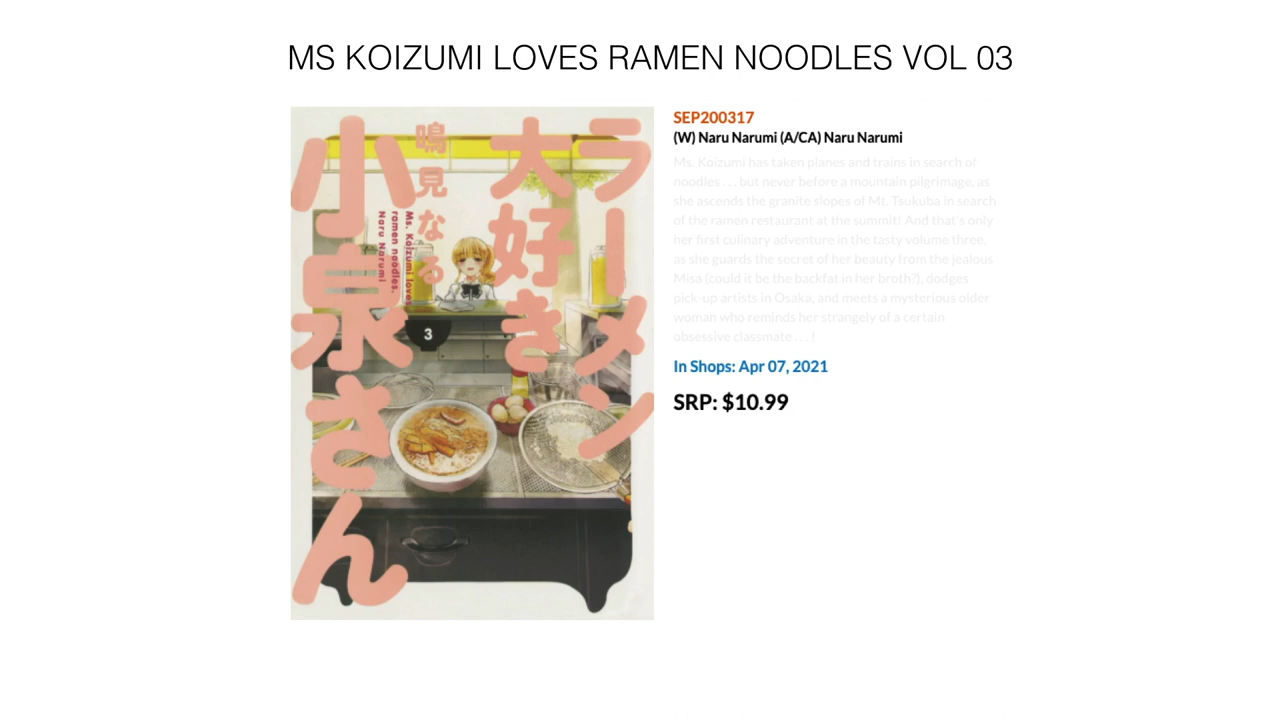 MS KOIZUMI LOVES RAMEN NOODLES VOL 03
ラーメン
大好き
小泉さん
鳴見なる
Ms. Koizumi loves
ramen noodles.
Naru Narumi
3
SEP200317
(W) Naru Narumi (A/CA) Naru Narumi
Ms. Koizumi has taken planes and trains in search of
noodles . . . but never before a mountain pilgrimage, as
she ascends the granite slopes of Mt. Tsukuba in search
of the ramen restaurant at the summit! And that's only
her first culinary adventure in the tasty volume three,
as she guards the secret of her beauty from the jealous
Misa (could it be the backfat in her broth?), dodges
pick-up artists in Osaka, and meets a mysterious older
woman who reminds her strangely of a certain
obsessive classmate . . . !
In Shops: Apr 07, 2021
SRP: $10.99